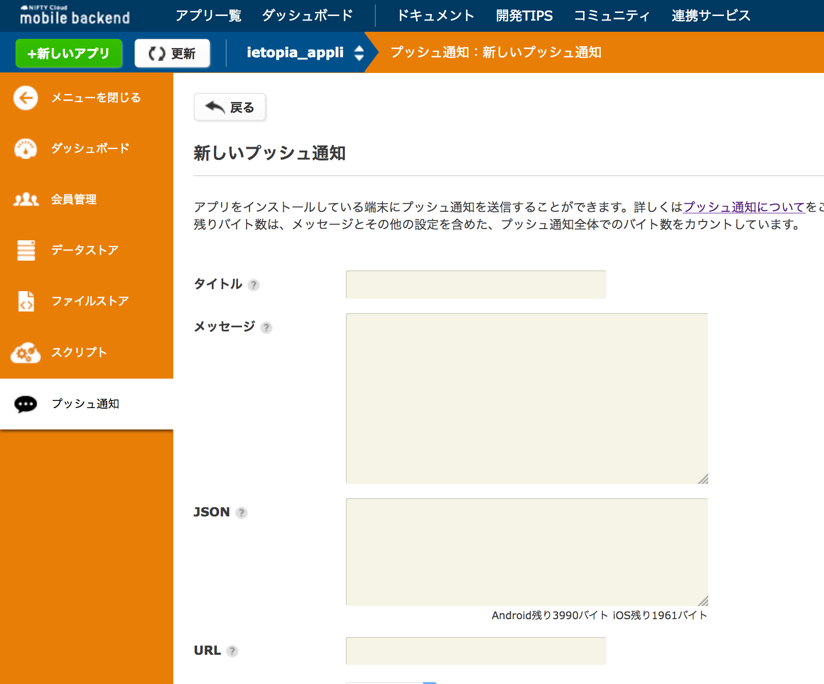 NIFTY Cloud
mobile backend
アプリ一覧 ダッシュボード ドキュメント 開発TIPS コミュニティ 連携サービス
+新しいアプリ 更新 ietopia_appli プッシュ通知：新しいプッシュ通知
メニューを閉じる
ダッシュボード
会員管理
データストア
ファイルストア
スクリプト
プッシュ通知
戻る
新しいプッシュ通知
アプリをインストールしている端末にプッシュ通知を送信することができます。詳しくはプッシュ通知についてをご
残りバイト数は、メッセージとその他の設定を含めた、プッシュ通知全体でのバイト数をカウントしています。
タイトル ?
メッセージ ?
JSON ?
Android残り3990バイト iOS残り1961バイト
URL ?